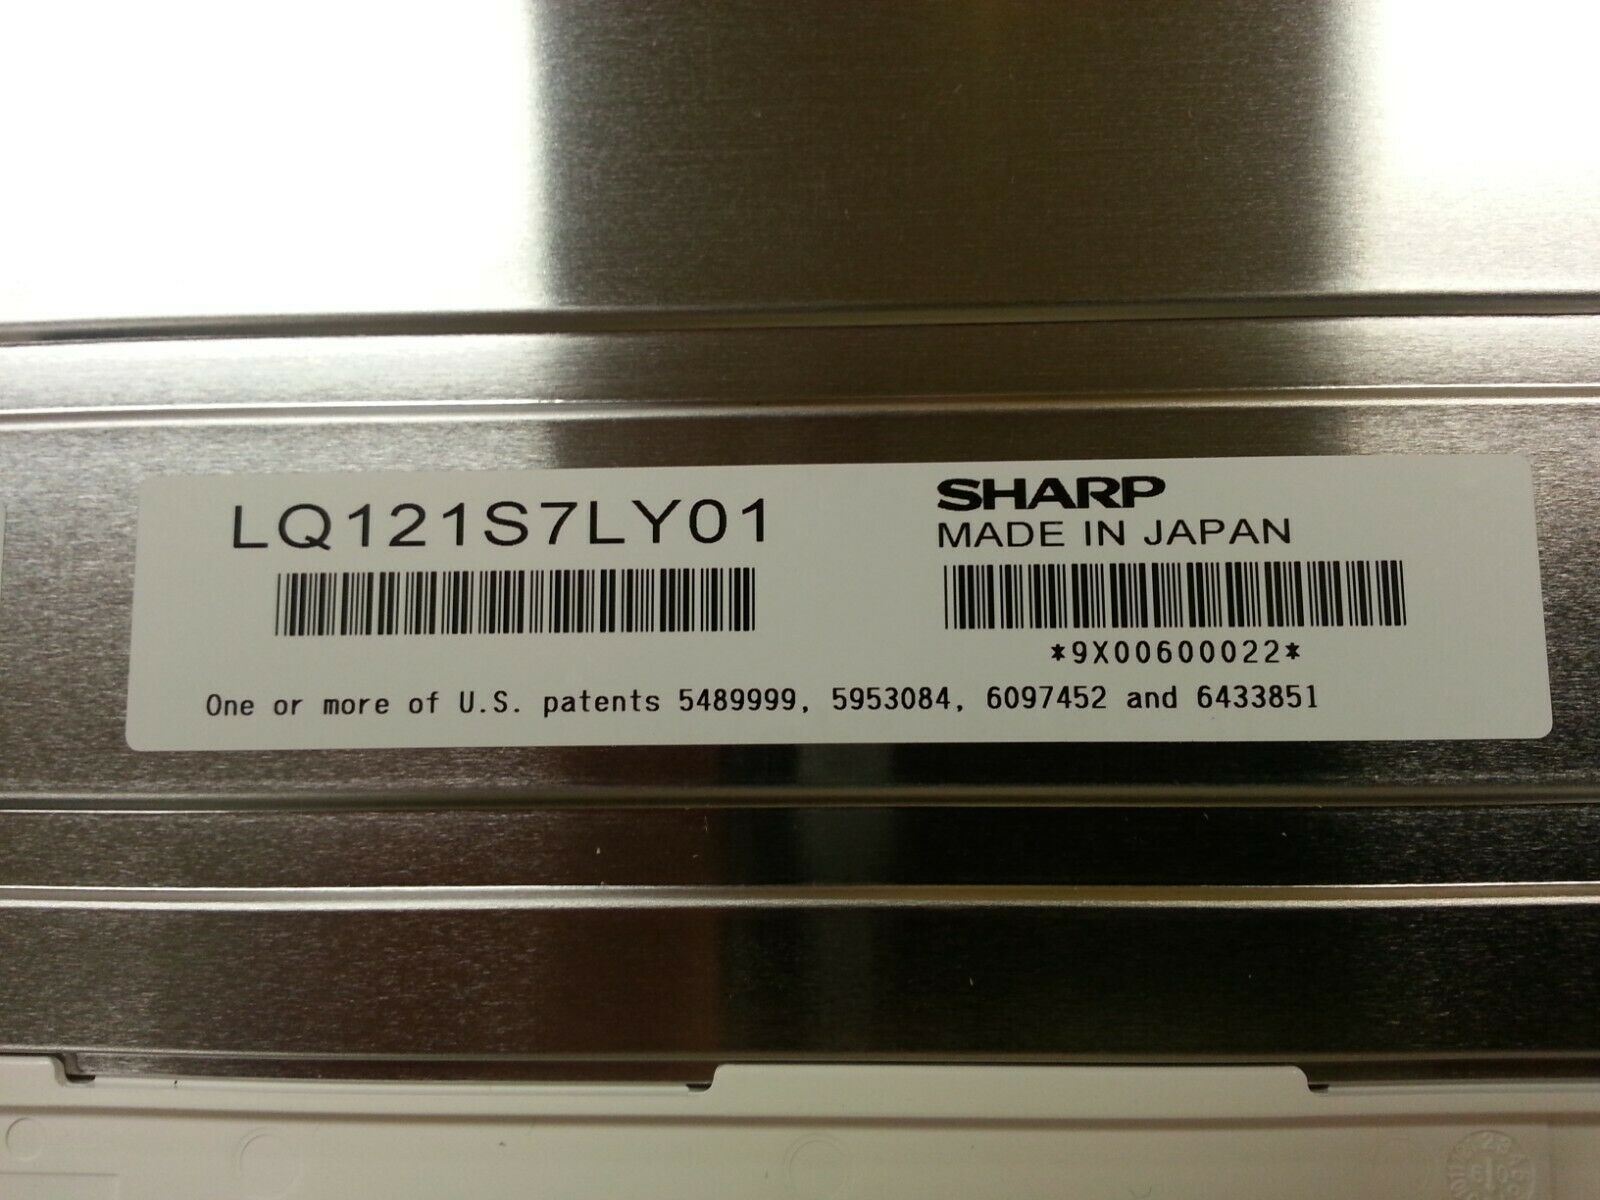 LQ121S7LY01
SHARP
MADE IN JAPAN
*9X00600022*
One or more of U.S. patents 5489999, 5953084, 6097452 and 6433851